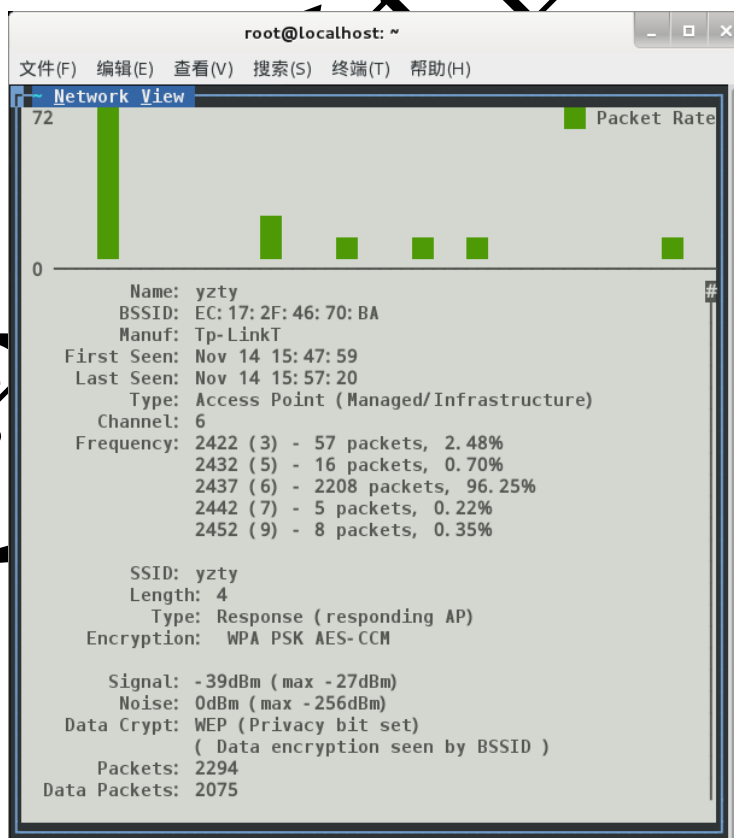 root@localhost: ~
文件(F) 编辑(E) 查看(V) 搜索(S) 终端(T) 帮助(H)
~ Network View
72 Packet Rate
0
Name: yzty
#
BSSID: EC:17:2F:46:70:BA
Manuf: Tp-LinkT
First Seen: Nov 14 15:47:59
Last Seen: Nov 14 15:57:20
Type: Access Point (Managed/Infrastructure)
Channel: 6
Frequency: 2422 (3) - 57 packets, 2.48%
2432 (5) - 16 packets, 0.70%
2437 (6) - 2208 packets, 96.25%
2442 (7) - 5 packets, 0.22%
2452 (9) - 8 packets, 0.35%
SSID: yzty
Length: 4
Type: Response (responding AP)
Encryption: WPA PSK AES-CCM
Signal: -39dBm (max -27dBm)
Noise: 0dBm (max -256dBm)
Data Crypt: WEP (Privacy bit set)
( Data encryption seen by BSSID )
Packets: 2294
Data Packets: 2075